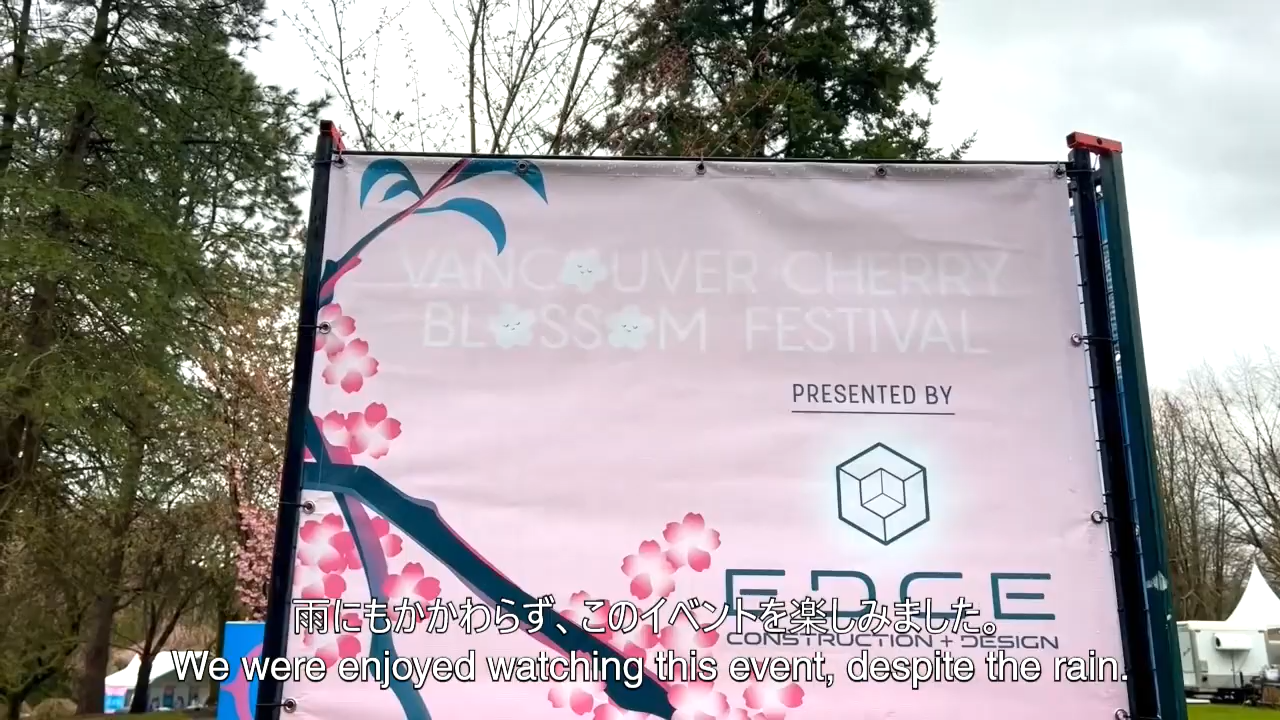 VANCOUVER CHERRY
BLOSSOM FESTIVAL
PRESENTED BY
EDGE
CONSTRUCTION + DESIGN
雨にもかかわらず、このイベントを楽しみました。
We were enjoyed watching this event, despite the rain.